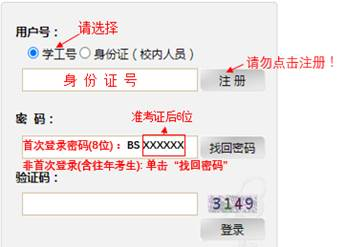 请选择
用户号：
学工号 身份证（校内人员）
请勿点击注册！
身 份 证 号
注 册
准考证后6位
密 码：
首次登录密码(8位)：BS XXXXXX
找回密码
非首次登录(含往年考生):单击“找回密码”
验证码：
3149
登录